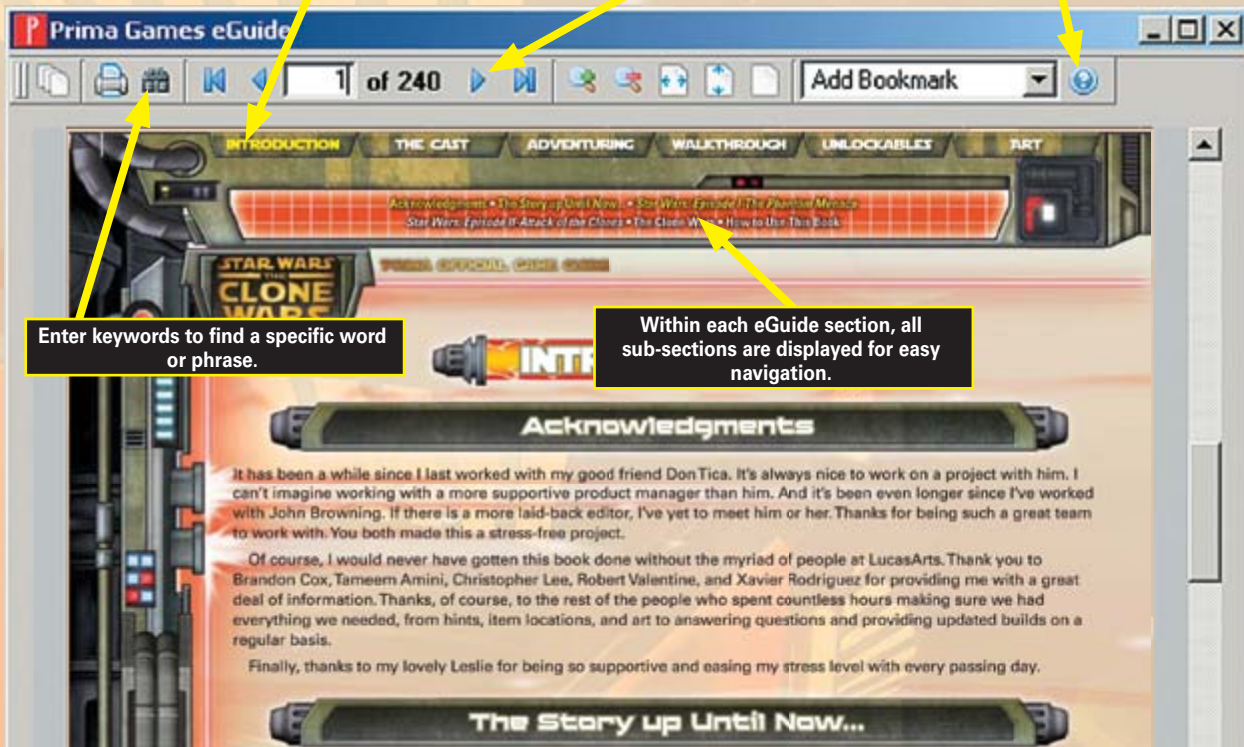 Prima Games eGuide
1 of 240 Add Bookmark
INTRODUCTION THE CAST ADVENTURING WALKTHROUGH UNLOCKABLES ART
Acknowledgments • The Story up Until Now... • Star Wars: Episode I-The Phantom Menace
Star Wars: Episode II-Attack of the Clones • The Clone Wars • How to Use This Book
STAR WARS
THE
CLONE
WARS
PRIMA OFFICIAL GAME GUIDE
Enter keywords to find a specific word
or phrase.
Within each eGuide section, all
sub-sections are displayed for easy
navigation.
INTR
Acknowledgments
It has been a while since I last worked with my good friend Don Tica. It's always nice to work on a project with him. I
can't imagine working with a more supportive product manager than him. And it's been even longer since I've worked
with John Browning. If there is a more laid-back editor, I've yet to meet him or her. Thanks for being such a great team
to work with. You both made this a stress-free project.
Of course, I would never have gotten this book done without the myriad of people at LucasArts. Thank you to
Brandon Cox, Tameem Amini, Christopher Lee, Robert Valentine, and Xavier Rodriguez for providing me with a great
deal of information. Thanks, of course, to the rest of the people who spent countless hours making sure we had
everything we needed, from hints, item locations, and art to answering questions and providing updated builds on a
regular basis.
Finally, thanks to my lovely Leslie for being so supportive and easing my stress level with every passing day.
The Story up Until Now...